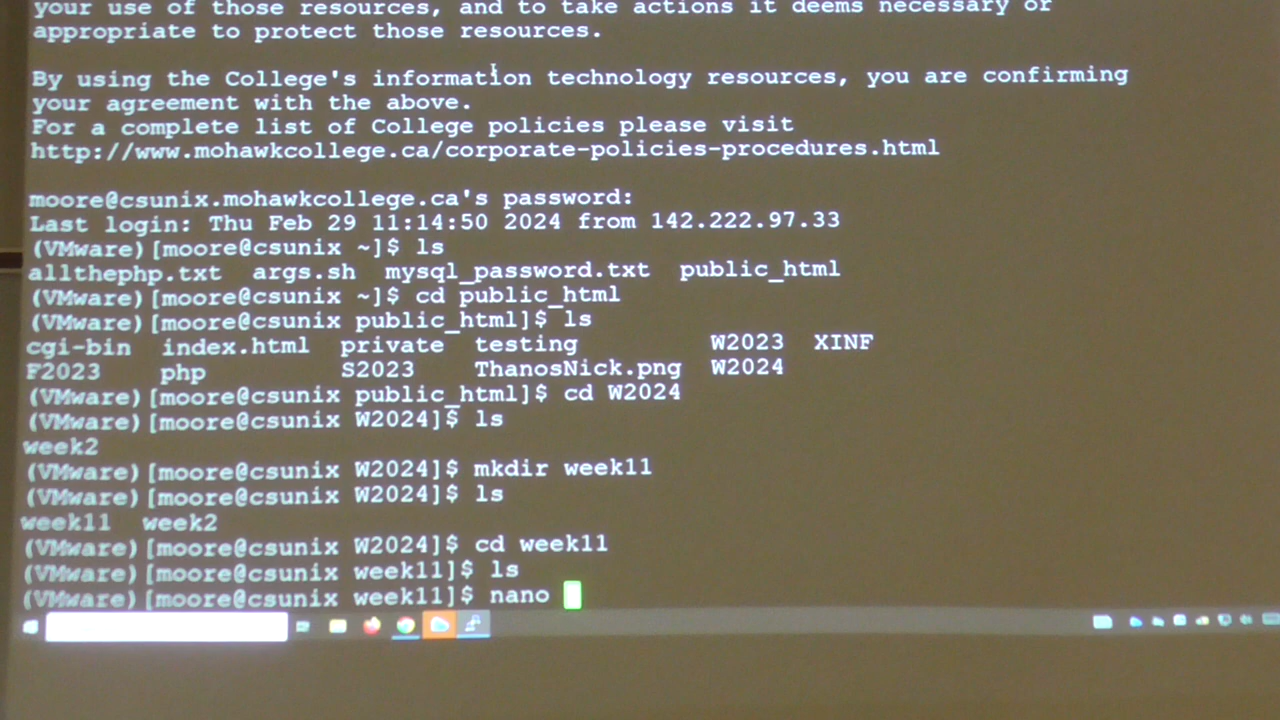 your use of those resources, and to take actions it deems necessary or
appropriate to protect those resources.
By using the College's information technology resources, you are confirming
your agreement with the above.
For a complete list of College policies please visit
http://www.mohawkcollege.ca/corporate-policies-procedures.html
moore@csunix.mohawkcollege.ca's password:
Last login: Thu Feb 29 11:14:50 2024 from 142.222.97.33
(VMware)[moore@csunix ~]$ ls
allthephp.txt args.sh mysql_password.txt public_html
(VMware)[moore@csunix ~]$ cd public_html
(VMware)[moore@csunix public_html]$ ls
cgi-bin index.html private testing W2023 XINF
F2023 php S2023 ThanosNick.png W2024
(VMware)[moore@csunix public_html]$ cd W2024
(VMware)[moore@csunix W2024]$ ls
week2
(VMware)[moore@csunix W2024]$ mkdir week11
(VMware)[moore@csunix W2024]$ ls
week11 week2
(VMware)[moore@csunix W2024]$ cd week11
(VMware)[moore@csunix week11]$ ls
(VMware)[moore@csunix week11]$ nano